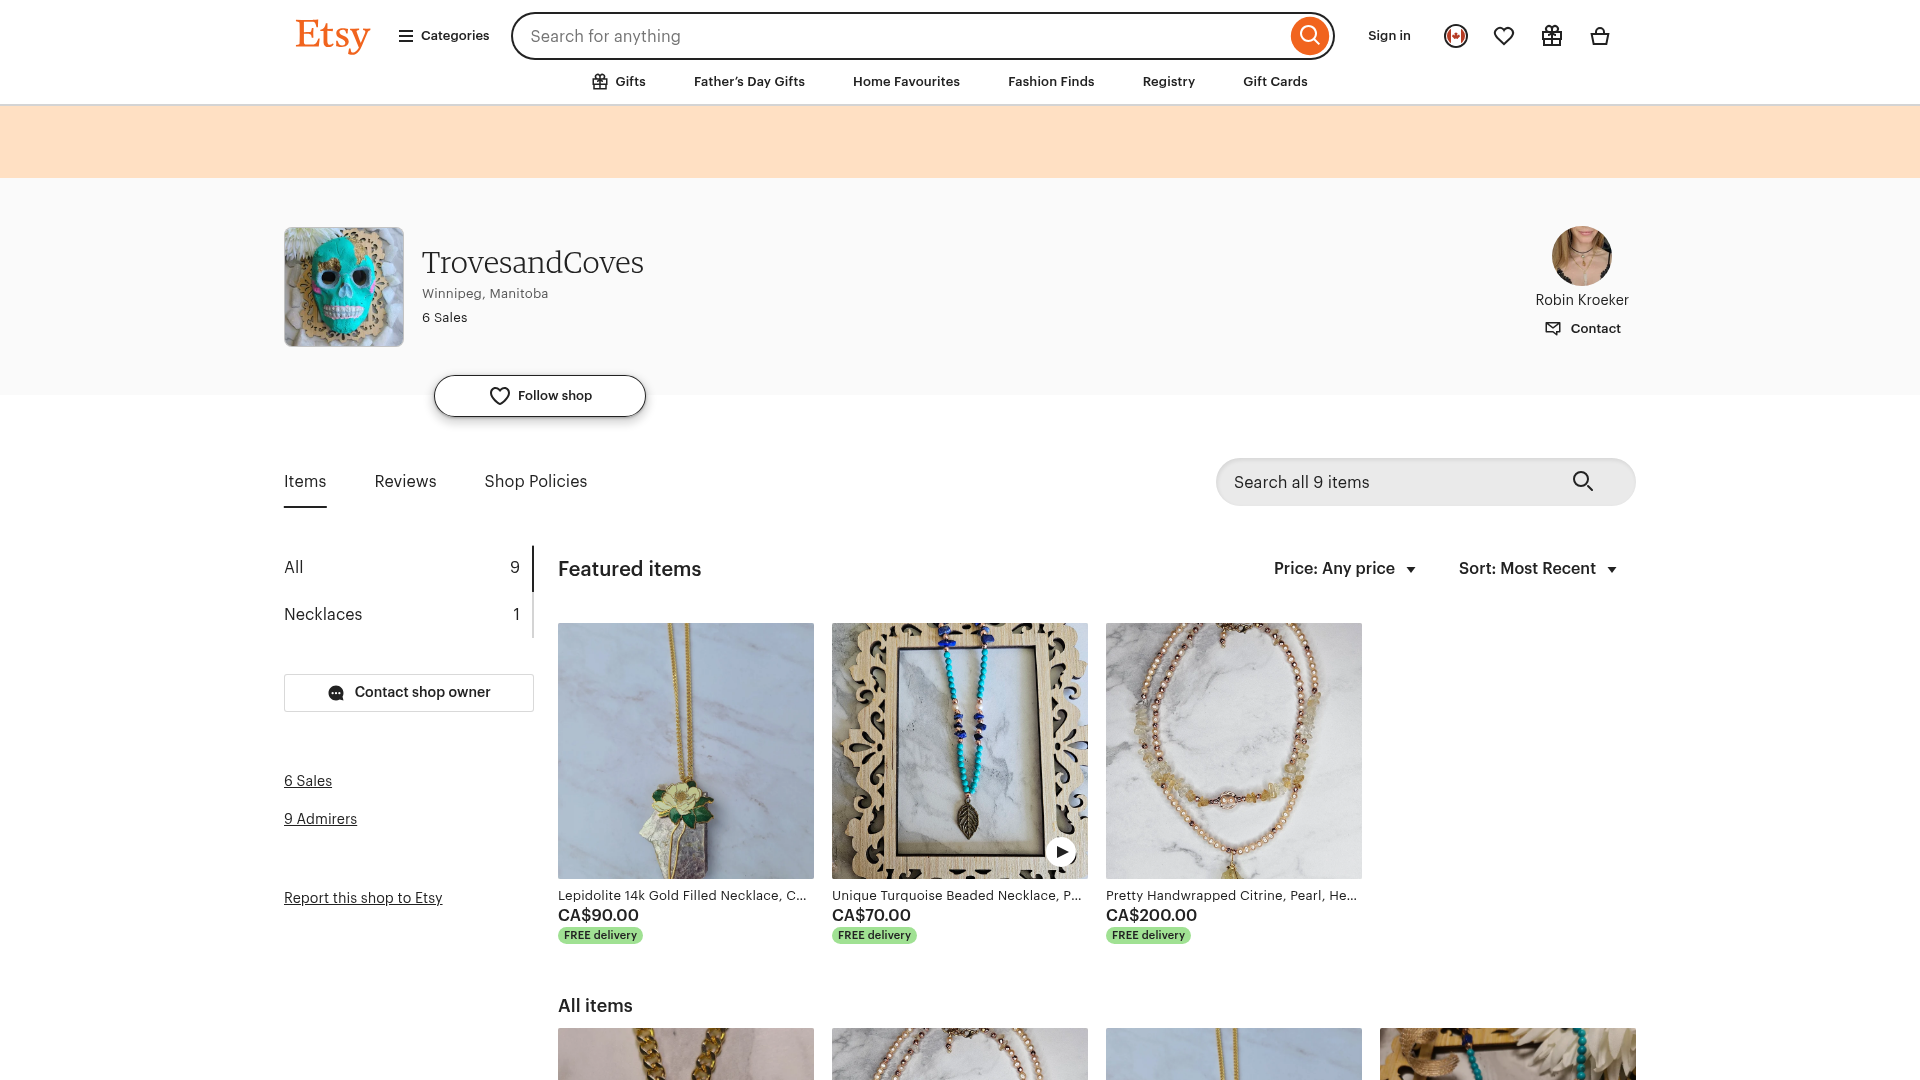 Etsy
Categories
Search for anything
Sign in
Gifts
Father's Day Gifts
Home Favourites
Fashion Finds
Registry
Gift Cards
TrovesandCoves
Winnipeg, Manitoba
6 Sales
Robin Kroeker
Contact
Follow shop
Items
Reviews
Shop Policies
Search all 9 items
All 9
Necklaces 1
Contact shop owner
6 Sales
9 Admirers
Report this shop to Etsy
Featured items
Price: Any price
Sort: Most Recent
Lepidolite 14k Gold Filled Necklace, C...
CA$90.00
FREE delivery
Unique Turquoise Beaded Necklace, P...
CA$70.00
FREE delivery
Pretty Handwrapped Citrine, Pearl, He...
CA$200.00
FREE delivery
All items